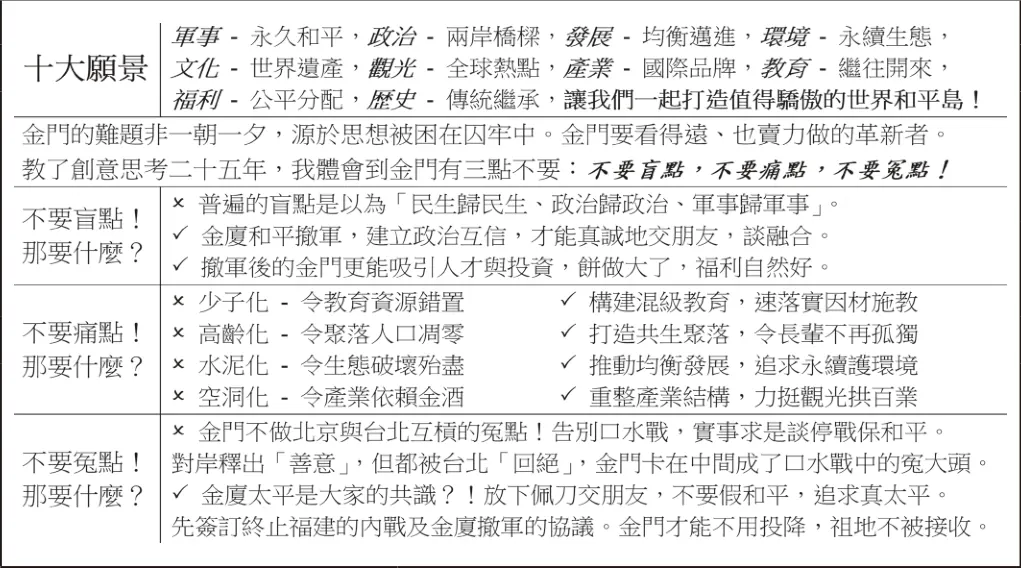 十大願景
軍事 - 永久和平，政治 - 兩岸橋樑，發展 - 均衡邁進，環境 - 永續生態，
文化 - 世界遺產，觀光 - 全球熱點，產業 - 國際品牌，教育 - 繼往開來，
福利 - 公平分配，歷史 - 傳統繼承，讓我們一起打造值得驕傲的世界和平島！
金門的難題非一朝一夕，源於思想被困在囚牢中。金門要看得遠、也賣力做的革新者。
教了創意思考二十五年，我體會到金門有三點不要：不要盲點，不要痛點，不要冤點！
不要盲點！
那要什麼？
× 普遍的盲點是以為「民生歸民生、政治歸政治、軍事歸軍事」。
✓ 金廈和平撤軍，建立政治互信，才能真誠地交朋友，談融合。
✓ 撤軍後的金門更能吸引人才與投資，餅做大了，福利自然好。
不要痛點！
那要什麼？
× 少子化 - 令教育資源錯置 ✓ 構建混級教育，速落實因材施教
× 高齡化 - 令聚落人口凋零 ✓ 打造共生聚落，令長輩不再孤獨
× 水泥化 - 令生態破壞殆盡 ✓ 推動均衡發展，追求永續護環境
× 空洞化 - 令產業依賴金酒 ✓ 重整產業結構，力挺觀光拱百業
不要冤點！
那要什麼？
× 金門不做北京與台北互槓的冤點！告別口水戰，實事求是談停戰保和平。
對岸釋出「善意」，但都被台北「回絕」，金門卡在中間成了口水戰中的冤大頭。
✓ 金廈太平是大家的共識？！放下佩刀交朋友，不要假和平，追求真太平。
先簽訂終止福建的內戰及金廈撤軍的協議。金門才能不用投降，祖地不被接收。